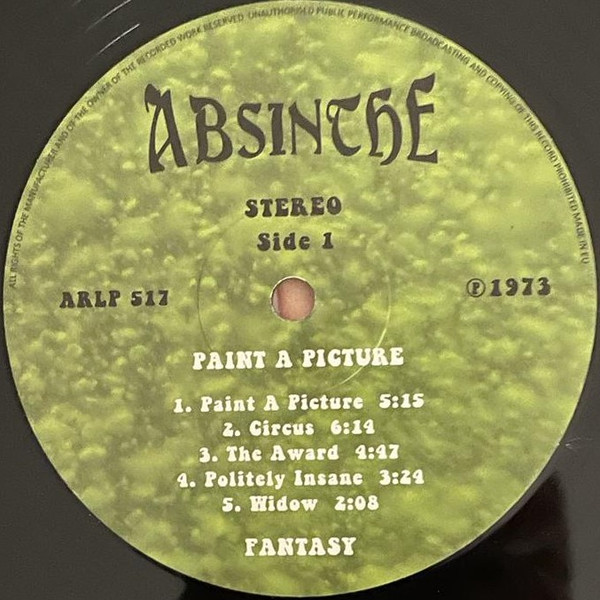 ALL RIGHTS OF THE MANUFACTURER AND OF THE OWNER OF THE RECORDED WORK RESERVED UNAUTHORISED PUBLIC PERFORMANCE BROADCASTING AND COPYING OF THIS RECORD PROHIBITED MADE IN EU
ABSINTHE
STEREO
Side 1
ARLP 517
℗1973
PAINT A PICTURE
1. Paint A Picture 5:15
2. Circus 6:14
3. The Award 4:47
4. Politely Insane 3:24
5. Widow 2:08
FANTASY